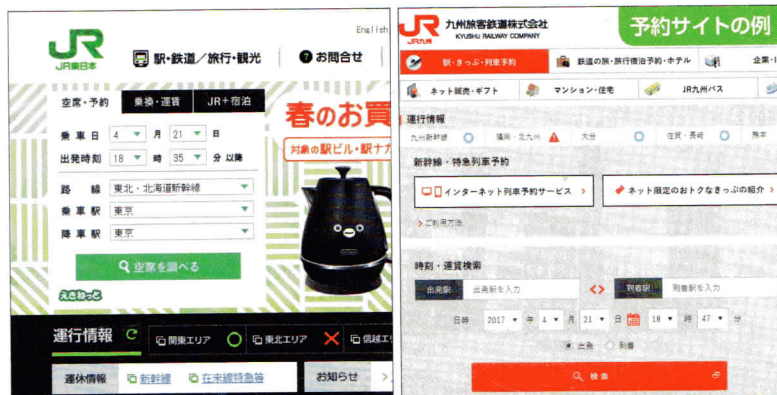 English
JR
JR東日本
駅・鉄道／旅行・観光
お問合せ
空席・予約
乗換・運賃
JR+宿泊
乗車日 4 月 21 日
出発時刻 18 時 35 分 以降
路線 東北・北海道新幹線
乗車駅 東京
降車駅 東京
空席を調べる
えきねっと
春のお買
対象の駅ビル・駅ナカ
運行情報
関東エリア
東北エリア
信越エリ
運休情報
新幹線
在来線特急等
お知らせ
JR
JR九州
九州旅客鉄道株式会社
KYUSHU RAILWAY COMPANY
予約サイトの例
駅・きっぷ・列車予約
鉄道の旅・旅行宿泊予約・ホテル
企業・I
ネット販売・ギフト
マンション・住宅
JR九州バス
運行情報
九州新幹線
福岡・北九州
大分
佐賀・長崎
熊本
新幹線・特急列車予約
インターネット列車予約サービス
ネット限定のおトクなきっぷの紹介
ご利用方法
時刻・運賃検索
出発駅 出発駅を入力
到着駅 到着駅を入力
日時 2017 年 4 月 21 日 18 時 47 分
出発 到着
検索